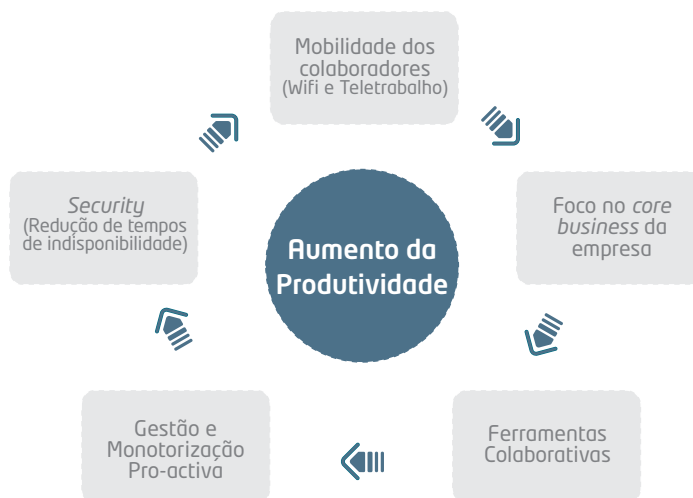 Mobilidade dos
colaboradores
(Wifi e Teletrabalho)
Security
(Redução de tempos
de indisponibilidade)
Foco no core
business da
empresa
Aumento da
Produtividade
Gestão e
Monotorização
Pro-activa
Ferramentas
Colaborativas